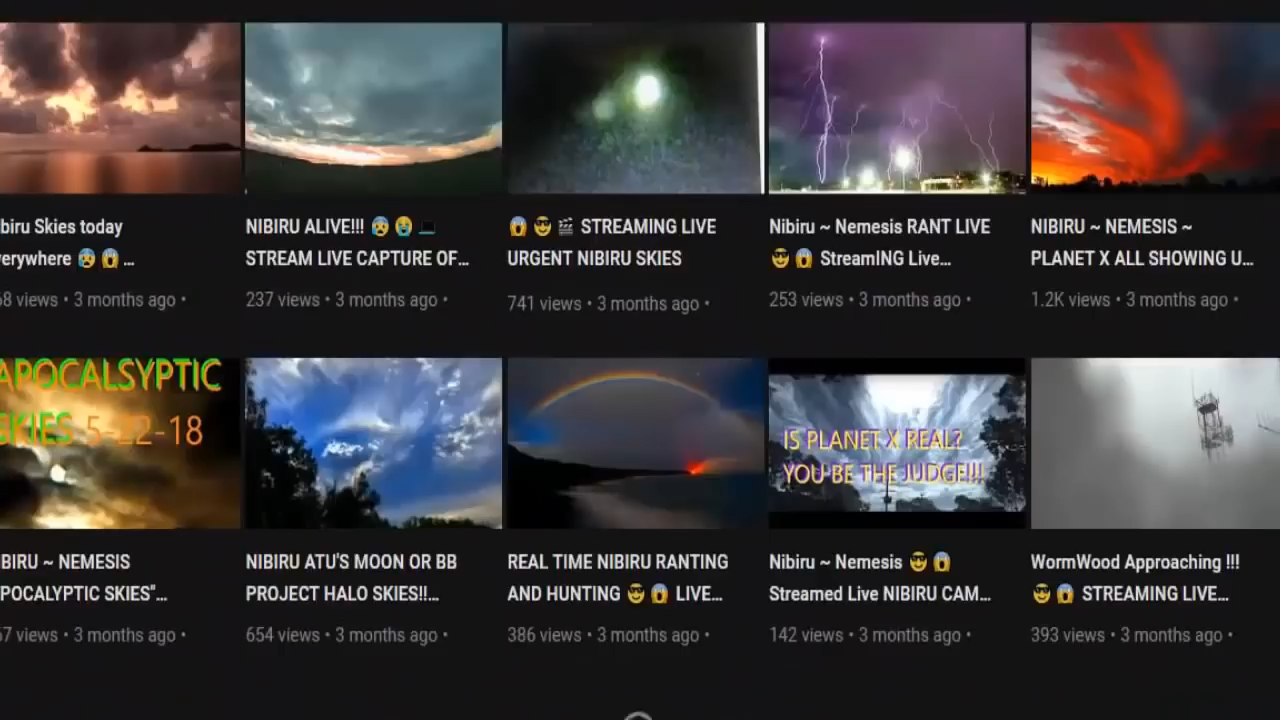 biru Skies today
verywhere 😰 😱 ...
NIBIRU ALIVE!!! 😰 😭 💻
STREAM LIVE CAPTURE OF...
😱 😎 🎬 STREAMING LIVE
URGENT NIBIRU SKIES
Nibiru ~ Nemesis RANT LIVE
😎 😱 StreamING Live...
NIBIRU ~ NEMESIS ~
PLANET X ALL SHOWING U...
8 views • 3 months ago •
237 views • 3 months ago •
741 views • 3 months ago •
253 views • 3 months ago •
1.2K views • 3 months ago •
APOCALSYPTIC
SKIES 5-22-18
IS PLANET X REAL?
YOU BE THE JUDGE!!!
BIRU ~ NEMESIS
POCALYPTIC SKIES"...
NIBIRU ATU'S MOON OR BB
PROJECT HALO SKIES!!...
REAL TIME NIBIRU RANTING
AND HUNTING 😎 😱 LIVE...
Nibiru ~ Nemesis 😎 😱
Streamed Live NIBIRU CAM...
WormWood Approaching !!!
😎 😱 STREAMING LIVE...
7 views • 3 months ago •
654 views • 3 months ago •
386 views • 3 months ago •
142 views • 3 months ago •
393 views • 3 months ago •